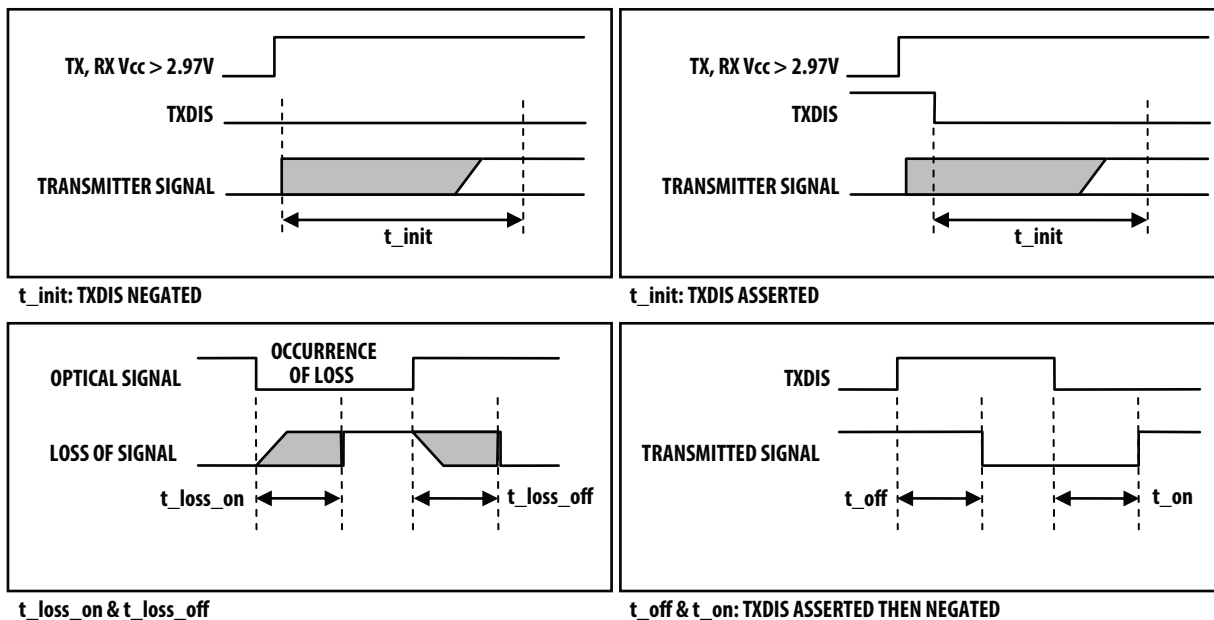 TX, RX Vcc > 2.97V
TXDIS
TRANSMITTER SIGNAL
t_init
t_init: TXDIS NEGATED
TX, RX Vcc > 2.97V
TXDIS
TRANSMITTER SIGNAL
t_init
t_init: TXDIS ASSERTED
OCCURRENCE
OF LOSS
OPTICAL SIGNAL
LOSS OF SIGNAL
t_loss_on
t_loss_off
t_loss_on & t_loss_off
TXDIS
TRANSMITTED SIGNAL
t_off
t_on
t_off & t_on: TXDIS ASSERTED THEN NEGATED